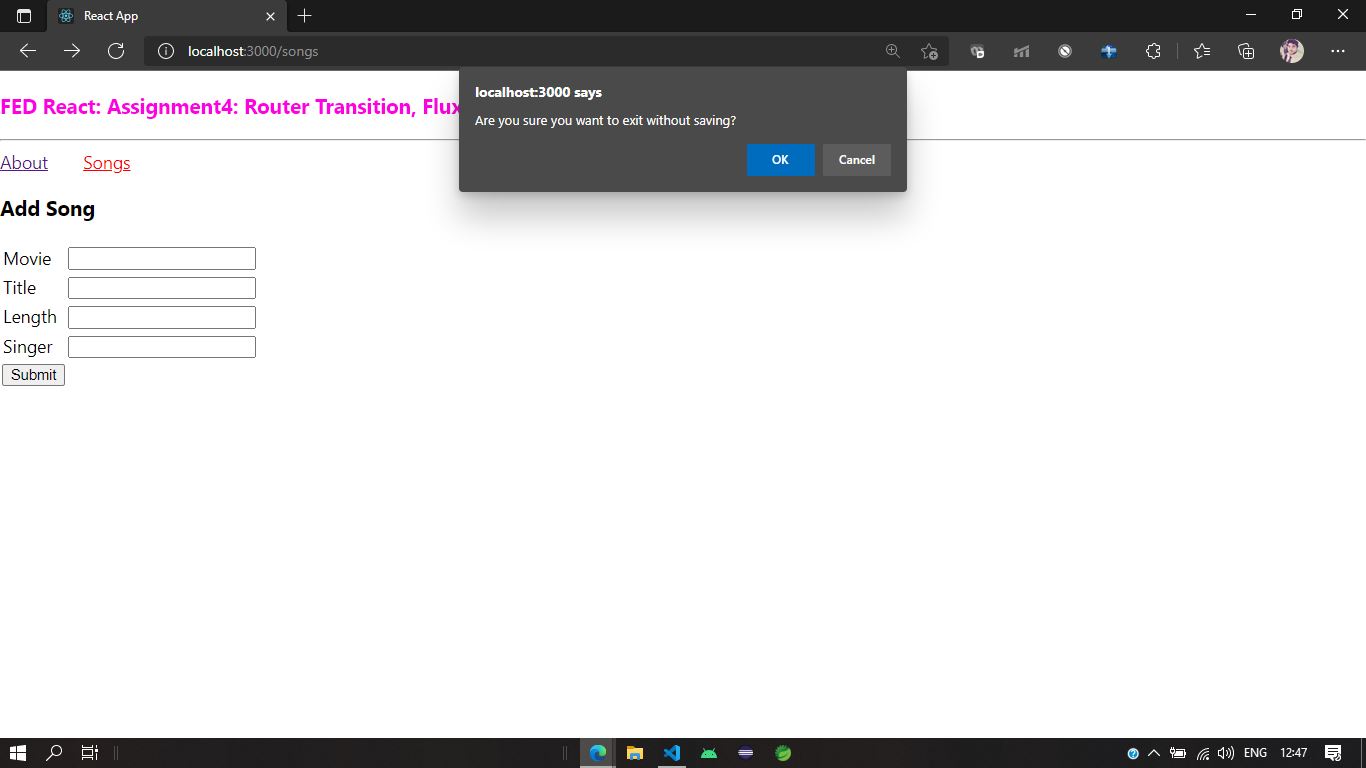 React App
localhost:3000/songs
localhost:3000 says
Are you sure you want to exit without saving?
OK
Cancel
FED React: Assignment4: Router Transition, Flux
About
Songs
Add Song
Movie
Title
Length
Singer
Submit
ENG
12:47